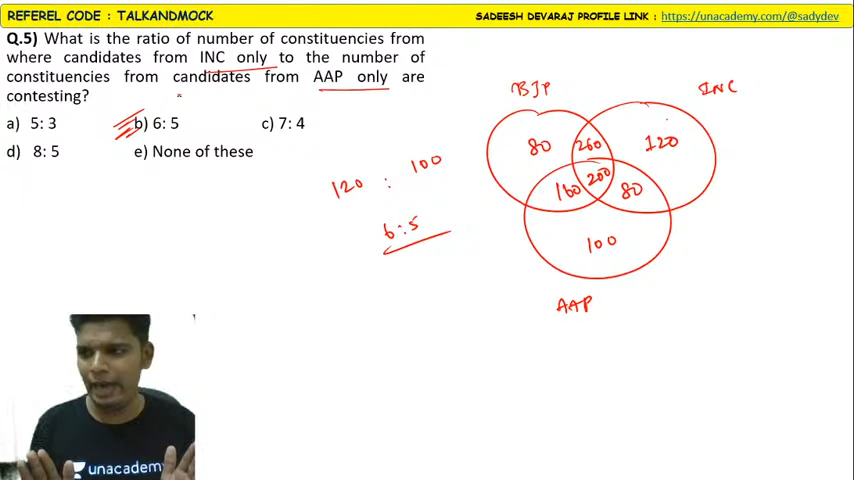 REFEREL CODE : TALKANDMOCK
SADEESH DEVARAJ PROFILE LINK : https://unacademy.com/@sadydev
Q.5) What is the ratio of number of constituencies from
where candidates from INC only to the number of
constituencies from candidates from AAP only are
contesting?
a) 5: 3 b) 6: 5 c) 7: 4
d) 8: 5 e) None of these
120 : 100
6:5
BJP INC
80 260 120
160 200 80
100
AAP
unacademy